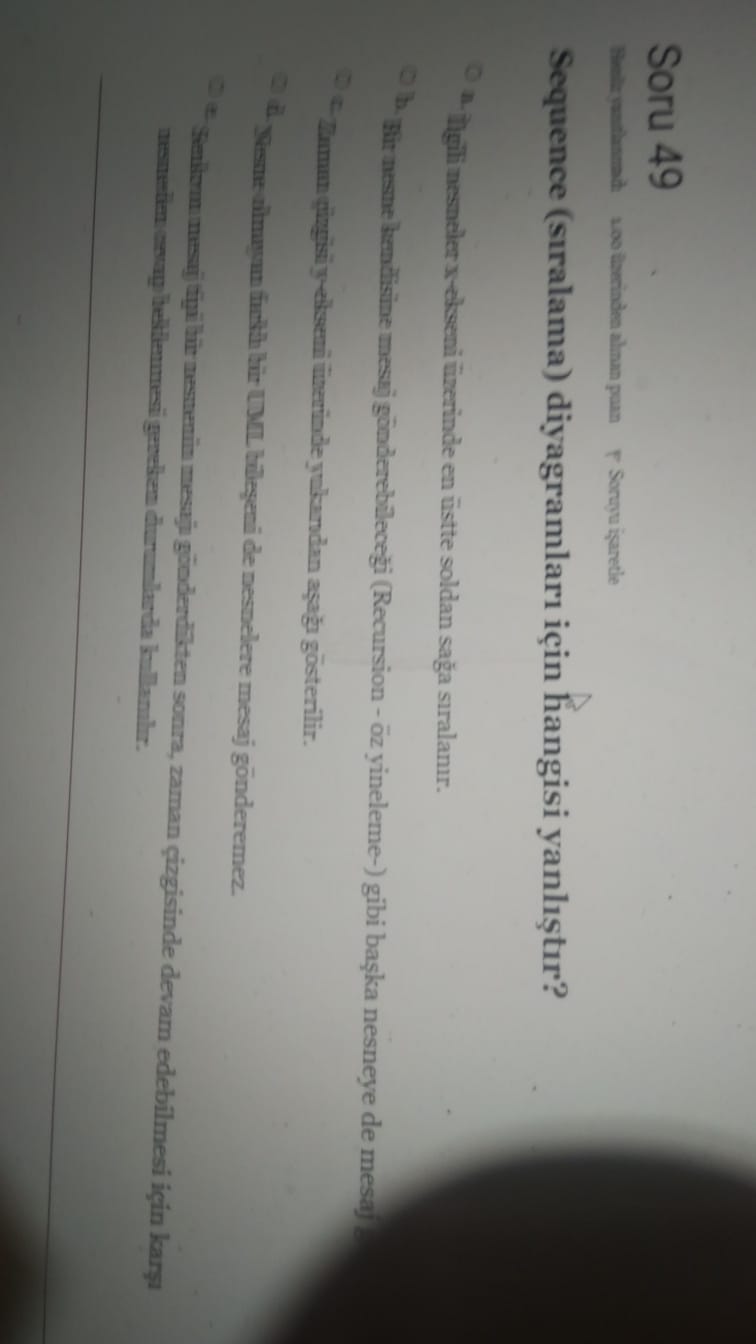 Soru 49
Henüz yanıtlanmadı 1,00 üzerinden alınan puan Soruyu işaretle
Sequence (sıralama) diyagramları için hangisi yanlıştır?
a. İlgili nesneler x-ekseni üzerinde en üstte soldan sağa sıralanır.
b. Bir nesne kendisine mesaj gönderebileceği (Recursion - öz yineleme-) gibi başka nesneye de mesaj
c. Zaman çizgisi y-ekseni üzerinde yukarıdan aşağı gösterilir.
d. Nesne olmayan farklı bir UML bileşeni de nesnelere mesaj gönderemez.
e. Senkron mesaj tipi bir nesnenin mesajı gönderdikten sonra, zaman çizgisinde devam edebilmesi için karşı
nesneden cevap beklenmesi gereken durumlarda kullanılır.